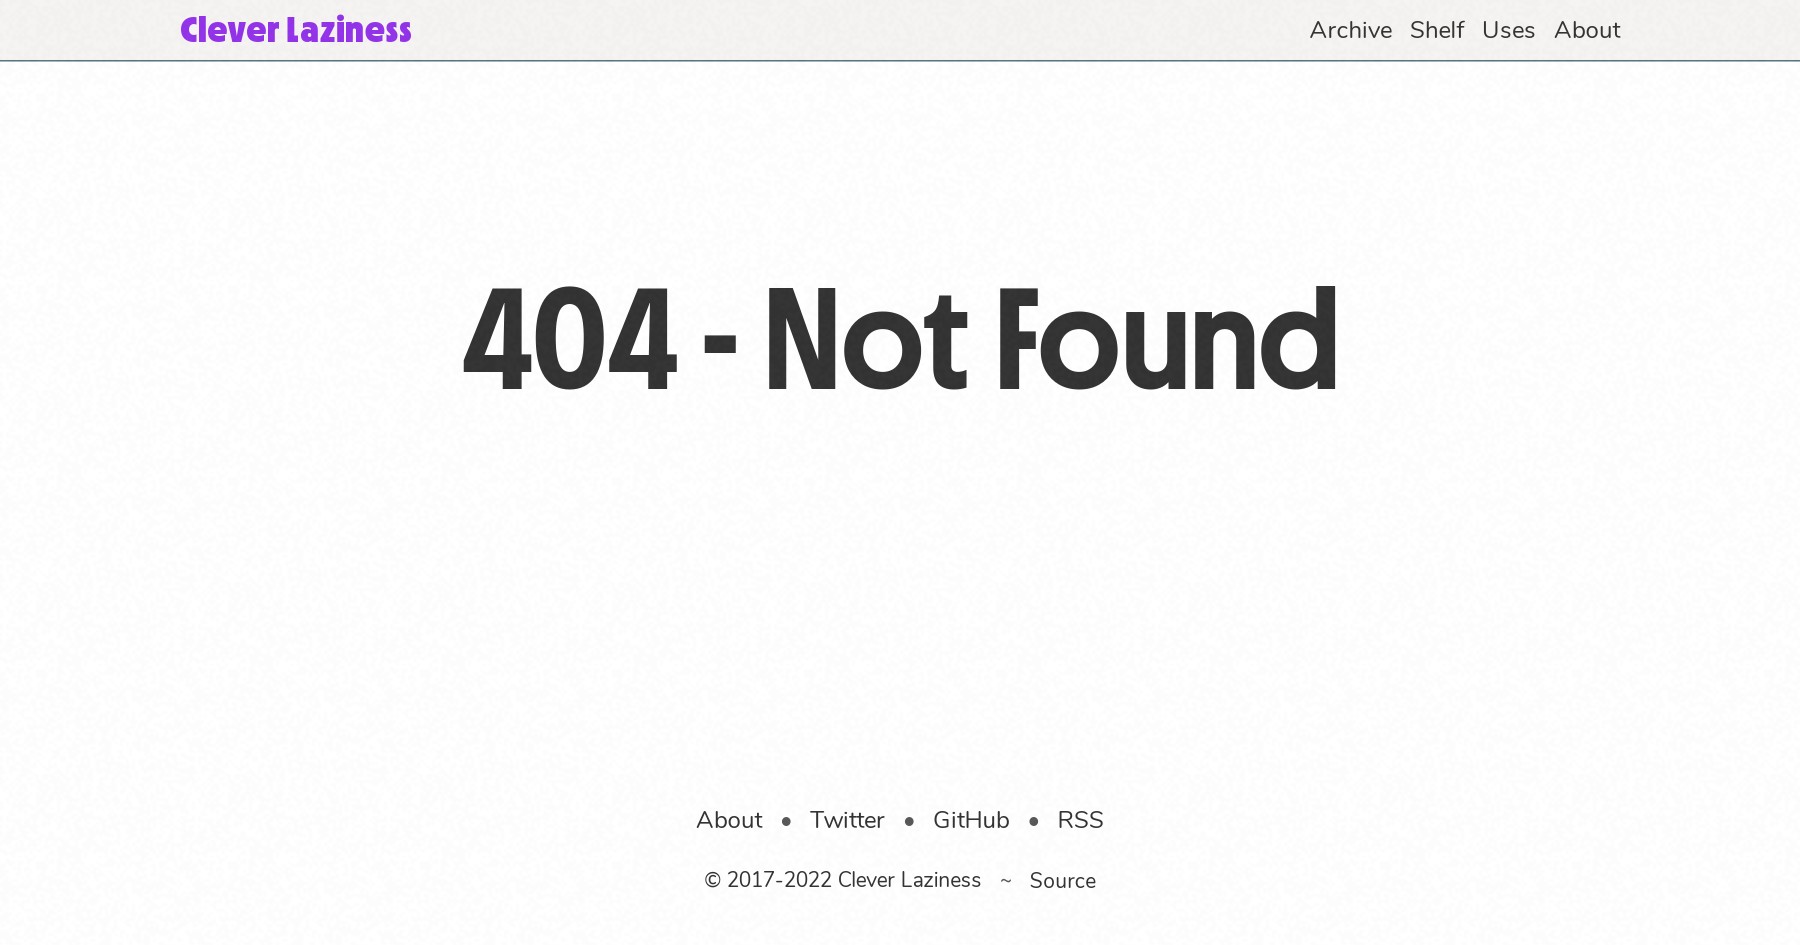 Clever Laziness
Archive Shelf Uses About
404 - Not Found
About • Twitter • GitHub • RSS
© 2017-2022 Clever Laziness ~ Source